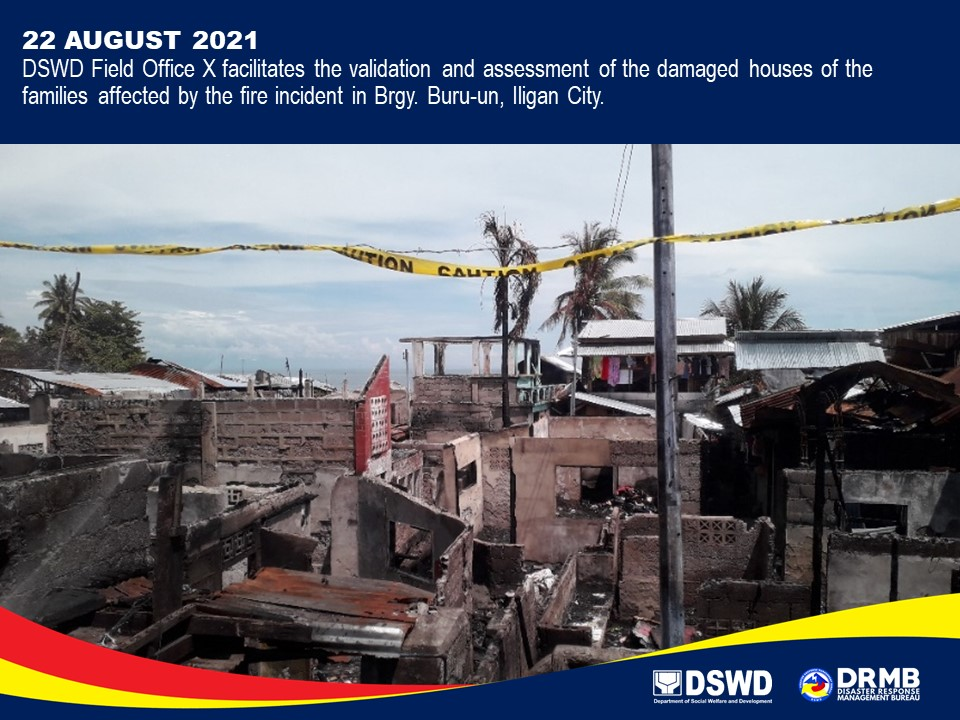 22 AUGUST 2021
DSWD Field Office X facilitates the validation and assessment of the damaged houses of the
families affected by the fire incident in Brgy. Buru-un, Iligan City.
CAUTION
DSWD
Department of Social Welfare and Development
DRMB
DISASTER RESPONSE
MANAGEMENT BUREAU